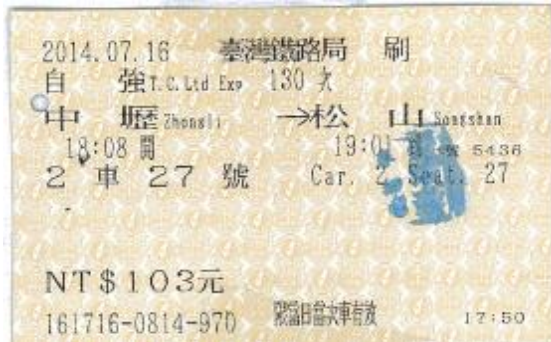 2014.07.16 臺灣鐵路局 刷
自 強 T.C.Ltd Exp 130 次
中 壢 Zhongli →松 山 Songshan
18:08 開 19:01 到 5436
2 車 27 號 Car. 2 Seat. 27
NT$103元
161716-0814-970 限當日當次車有效 17:50